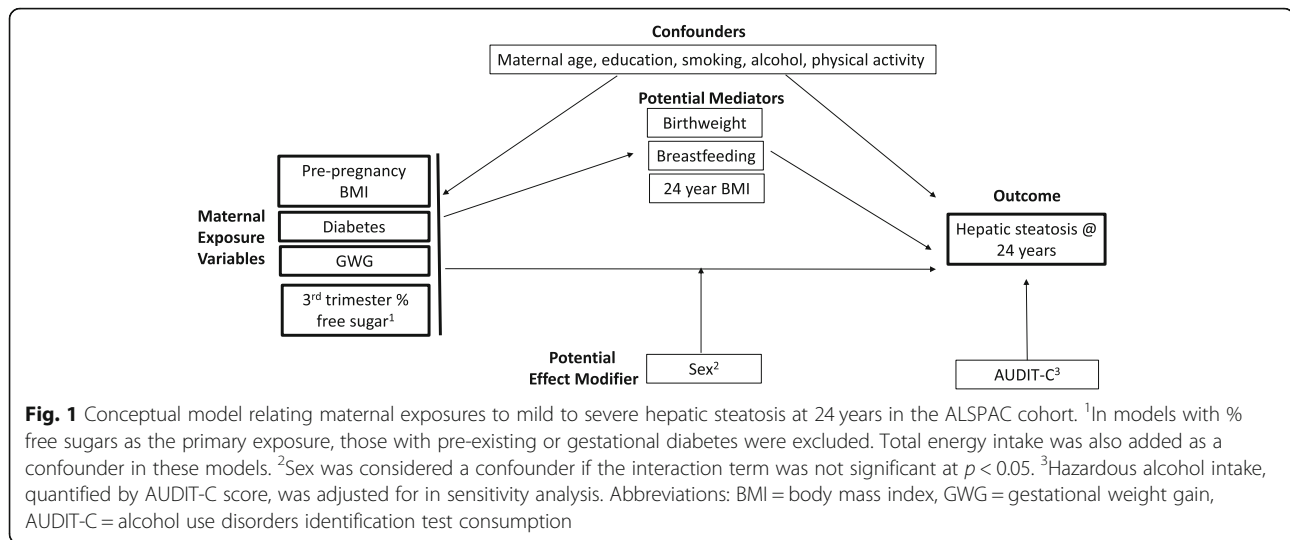 Confounders
Maternal age, education, smoking, alcohol, physical activity
Potential Mediators
Birthweight
Breastfeeding
24 year BMI
Maternal
Exposure
Variables
Pre-pregnancy
BMI
Diabetes
GWG
3rd trimester %
free sugar1
Outcome
Hepatic steatosis @
24 years
Potential
Effect Modifier
Sex2
AUDIT-C3
Fig. 1 Conceptual model relating maternal exposures to mild to severe hepatic steatosis at 24 years in the ALSPAC cohort. 1In models with %
free sugars as the primary exposure, those with pre-existing or gestational diabetes were excluded. Total energy intake was also added as a
confounder in these models. 2Sex was considered a confounder if the interaction term was not significant at p < 0.05. 3Hazardous alcohol intake,
quantified by AUDIT-C score, was adjusted for in sensitivity analysis. Abbreviations: BMI = body mass index, GWG = gestational weight gain,
AUDIT-C = alcohol use disorders identification test consumption